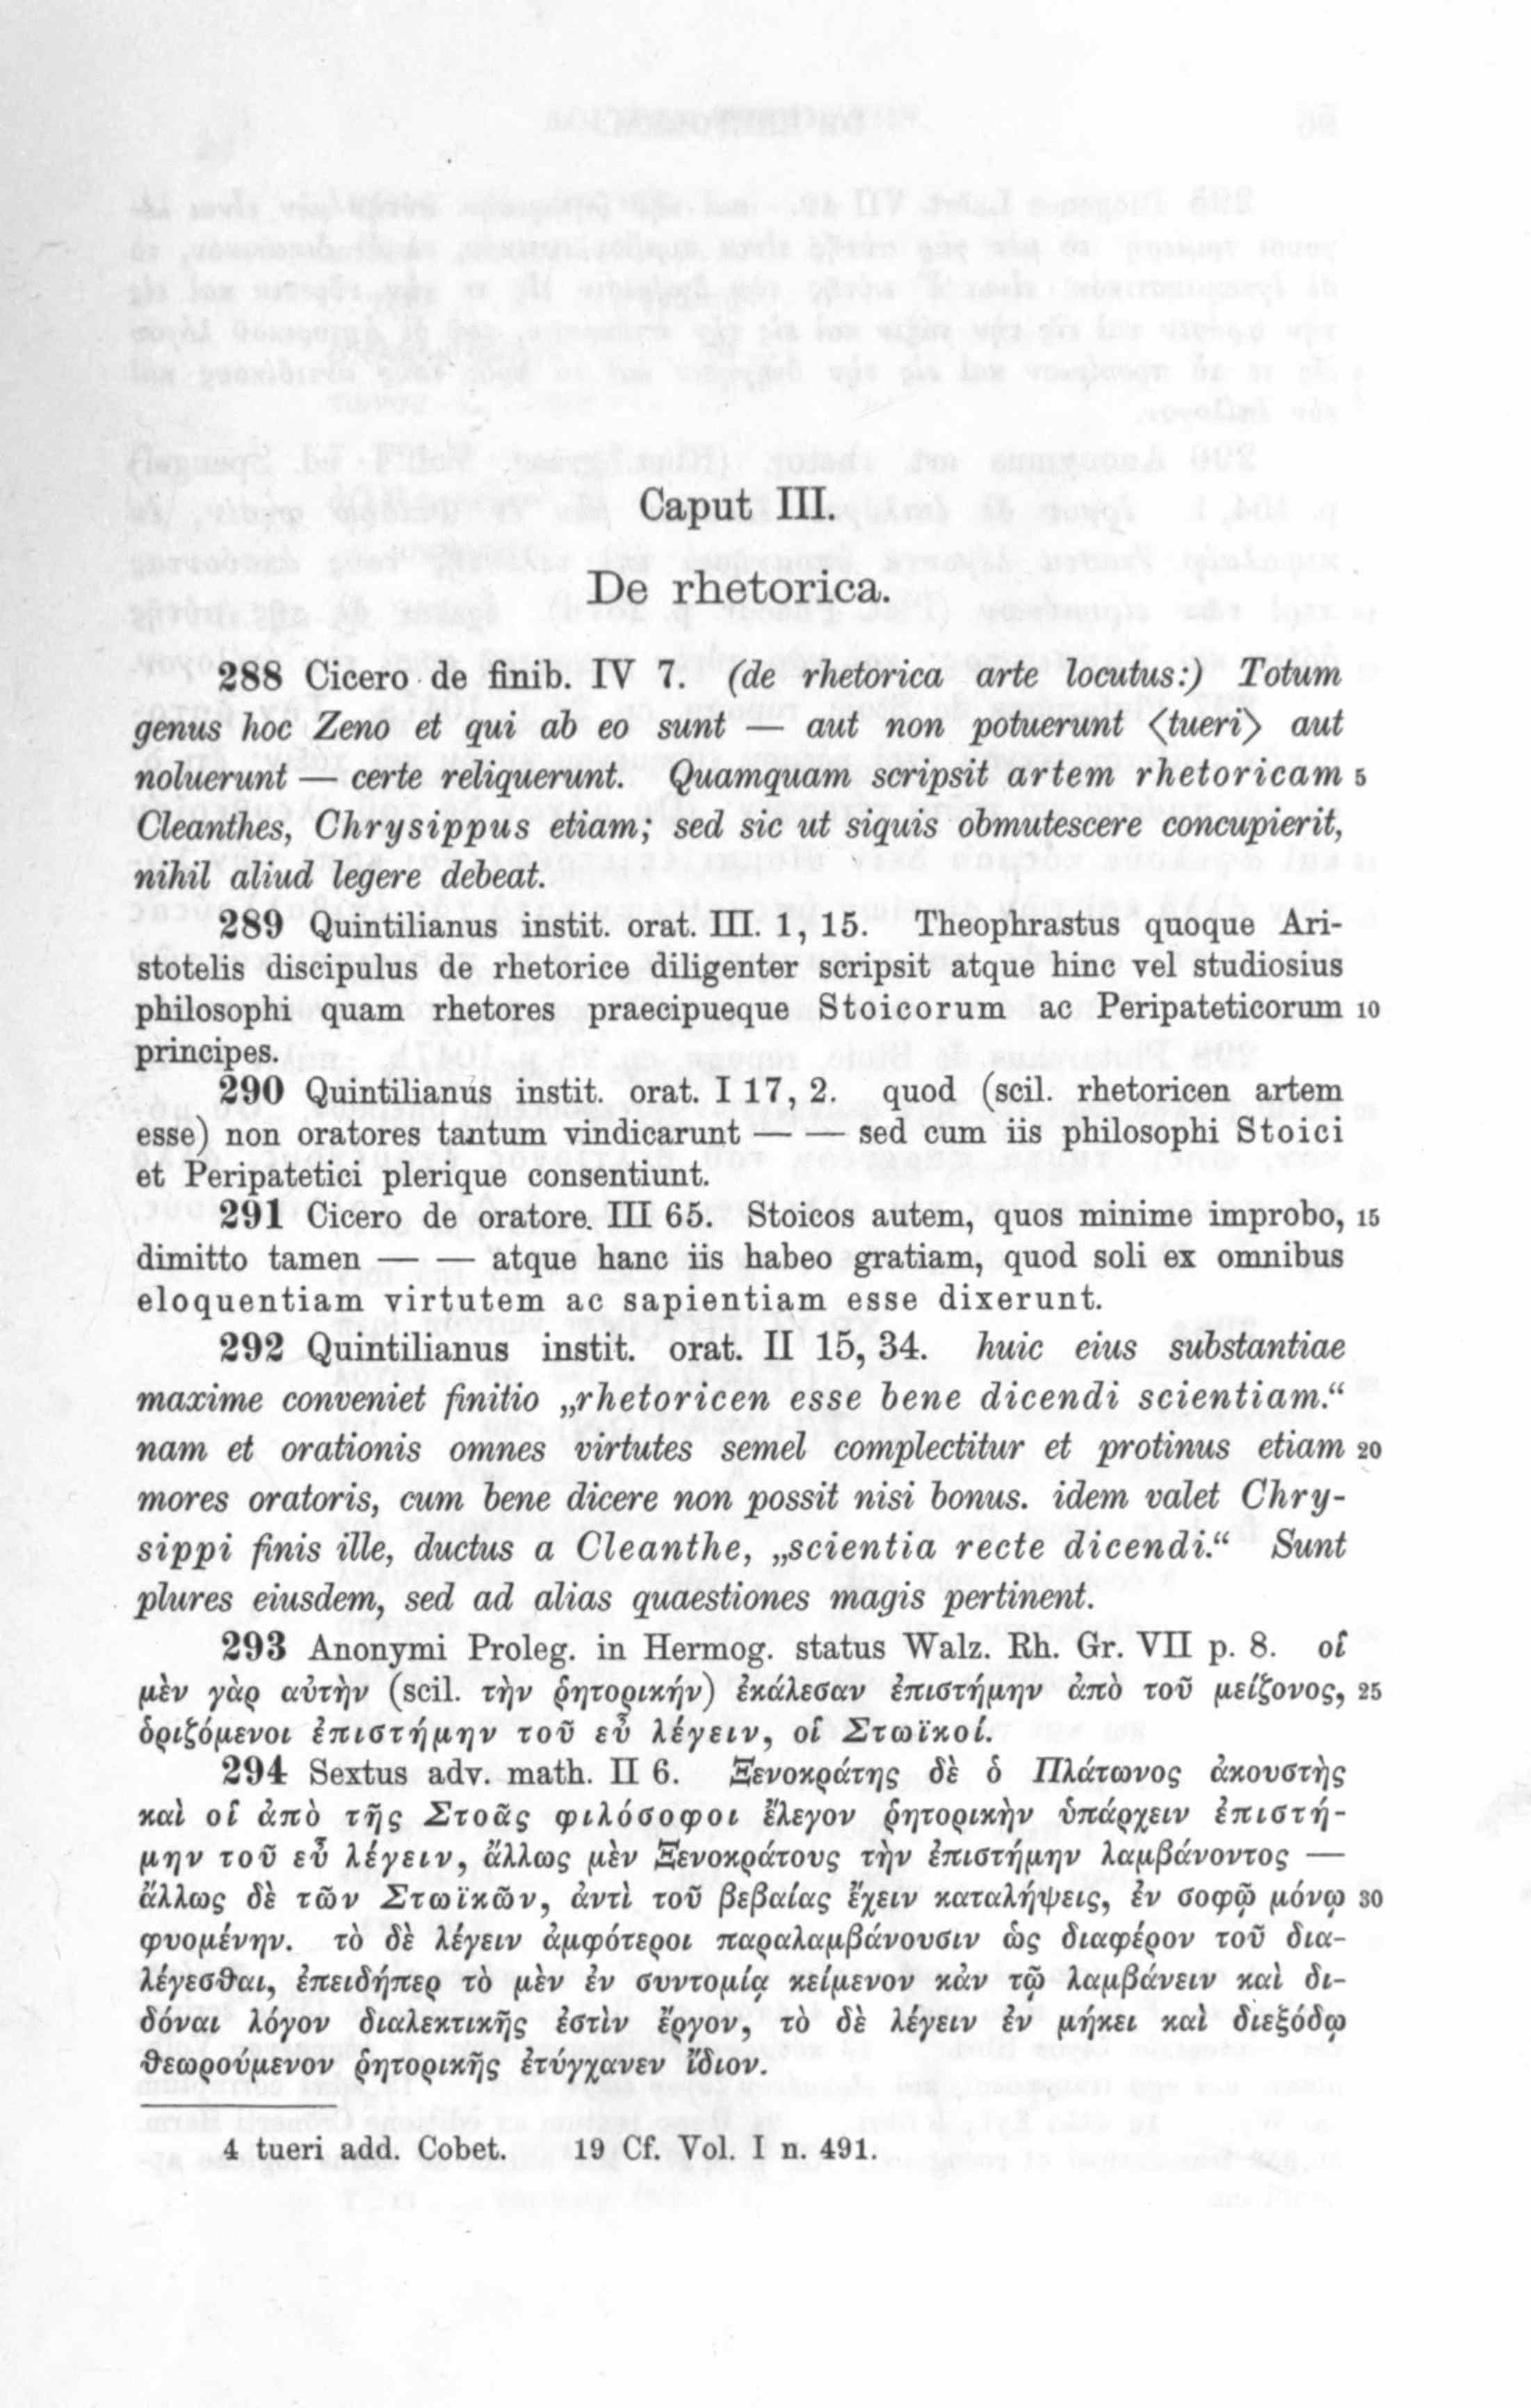 Caput III.
De rhetorica.
288 Cicero de finib. IV 7. (de rhetorica arte locutus:) Totum
genus hoc Zeno et qui ab eo sunt — aut non potuerunt ⟨tueri⟩ aut
noluerunt — certe reliquerunt. Quamquam scripsit artem rhetoricam 5
Cleanthes, Chrysippus etiam; sed sic ut siquis obmutescere concupierit,
nihil aliud legere debeat.
289 Quintilianus instit. orat. III. 1, 15. Theophrastus quoque Ari-
stotelis discipulus de rhetorice diligenter scripsit atque hinc vel studiosius
philosophi quam rhetores praecipueque Stoicorum ac Peripateticorum 10
principes.
290 Quintilianus instit. orat. I 17, 2. quod (scil. rhetoricen artem
esse) non oratores tantum vindicarunt — — sed cum iis philosophi Stoici
et Peripatetici plerique consentiunt.
291 Cicero de oratore. III 65. Stoicos autem, quos minime improbo, 15
dimitto tamen — — atque hanc iis habeo gratiam, quod soli ex omnibus
eloquentiam virtutem ac sapientiam esse dixerunt.
292 Quintilianus instit. orat. II 15, 34. huic eius substantiae
maxime conveniet finitio „rhetoricen esse bene dicendi scientiam.“
nam et orationis omnes virtutes semel complectitur et protinus etiam 20
mores oratoris, cum bene dicere non possit nisi bonus. idem valet Chry-
sippi finis ille, ductus a Cleanthe, „scientia recte dicendi.“ Sunt
plures eiusdem, sed ad alias quaestiones magis pertinent.
293 Anonymi Proleg. in Hermog. status Walz. Rh. Gr. VII p. 8. οἱ
μὲν γὰρ αὐτὴν (scil. τὴν ῥητορικήν) ἐκάλεσαν ἐπιστήμην ἀπὸ τοῦ μείζονος, 25
ὁριζόμενοι ἐπιστήμην τοῦ εὖ λέγειν, οἱ Στωϊκοί.
294 Sextus adv. math. II 6. Ξενοκράτης δὲ ὁ Πλάτωνος ἀκουστὴς
καὶ οἱ ἀπὸ τῆς Στοᾶς φιλόσοφοι ἔλεγον ῥητορικὴν ὑπάρχειν ἐπιστή-
μην τοῦ εὖ λέγειν, ἄλλως μὲν Ξενοκράτους τὴν ἐπιστήμην λαμβάνοντος —
ἄλλως δὲ τῶν Στωϊκῶν, ἀντὶ τοῦ βεβαίας ἔχειν καταλήψεις, ἐν σοφῷ μόνῳ 30
φυομένην. τὸ δὲ λέγειν ἀμφότεροι παραλαμβάνουσιν ὡς διαφέρον τοῦ δια-
λέγεσθαι, ἐπειδήπερ τὸ μὲν ἐν συντομίᾳ κείμενον κἀν τῷ λαμβάνειν καὶ δι-
δόναι λόγον διαλεκτικῆς ἐστὶν ἔργον, τὸ δὲ λέγειν ἐν μήκει καὶ διεξόδῳ
θεωρούμενον ῥητορικῆς ἐτύγχανεν ἴδιον.
4 tueri add. Cobet. 19 Cf. Vol. I n. 491.